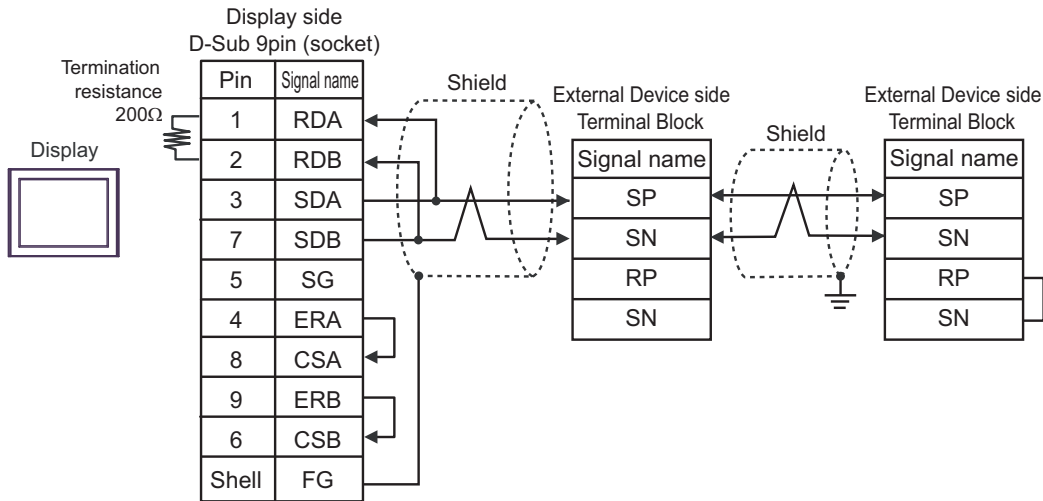 Display side
D-Sub 9pin (socket)
Termination
resistance
200Ω
Display
Pin Signal name
1 RDA
2 RDB
3 SDA
7 SDB
5 SG
4 ERA
8 CSA
9 ERB
6 CSB
Shell FG
Shield
External Device side
Terminal Block
Signal name
SP
SN
RP
SN
Shield
External Device side
Terminal Block
Signal name
SP
SN
RP
SN